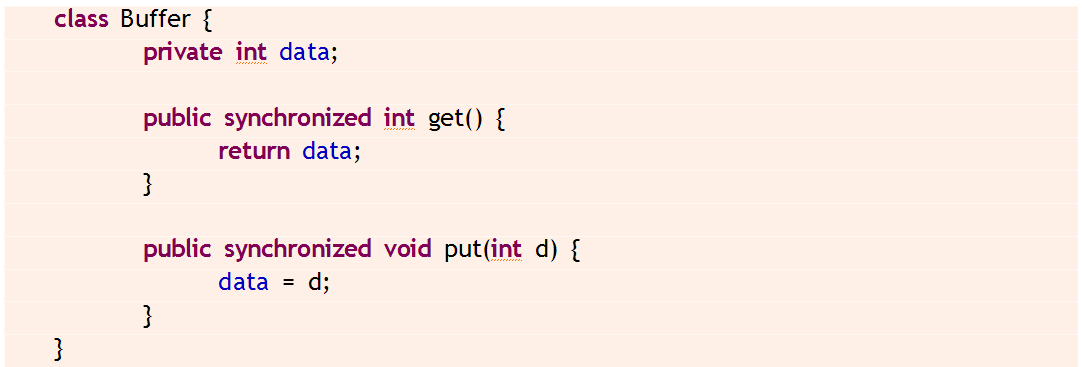 class Buffer {
private int data;
public synchronized int get() {
return data;
}
public synchronized void put(int d) {
data = d;
}
}